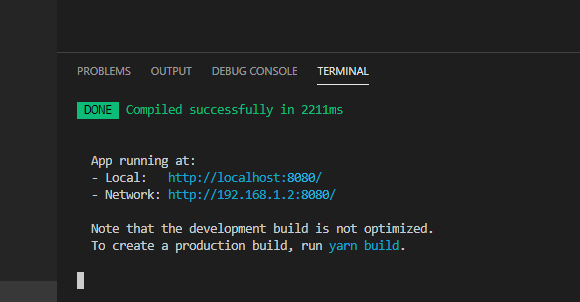 PROBLEMS OUTPUT DEBUG CONSOLE TERMINAL
DONE Compiled successfully in 2211ms
App running at:
- Local: http://localhost:8080/
- Network: http://192.168.1.2:8080/
Note that the development build is not optimized.
To create a production build, run yarn build.